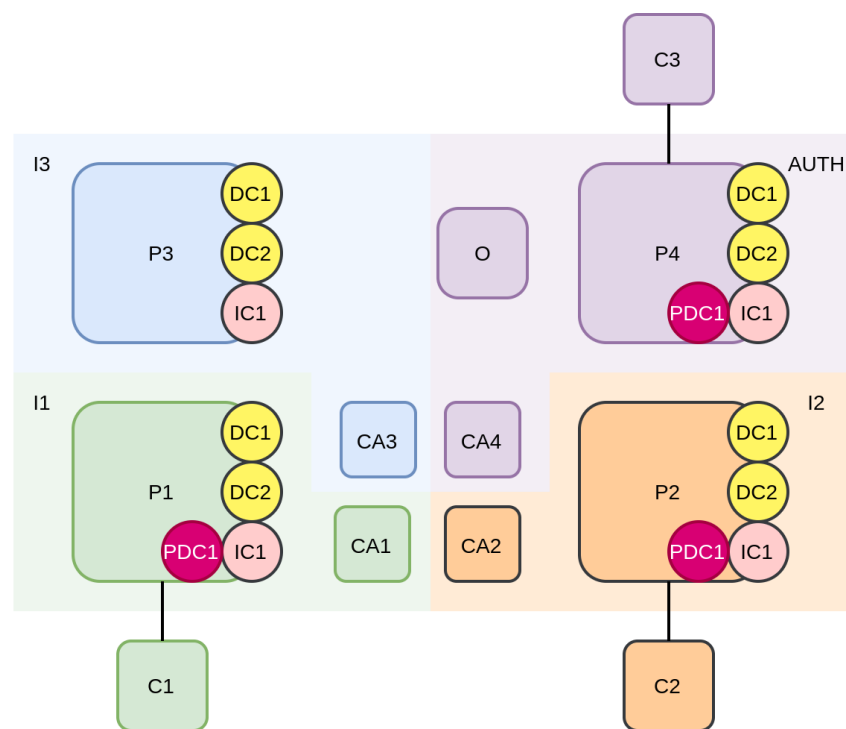 C3
I3
AUTH
DC1
DC1
P3
DC2
O
P4
DC2
IC1
PDC1
IC1
I1
I2
DC1
CA3
CA4
DC1
P1
DC2
P2
DC2
PDC1
IC1
CA1
CA2
PDC1
IC1
C1
C2